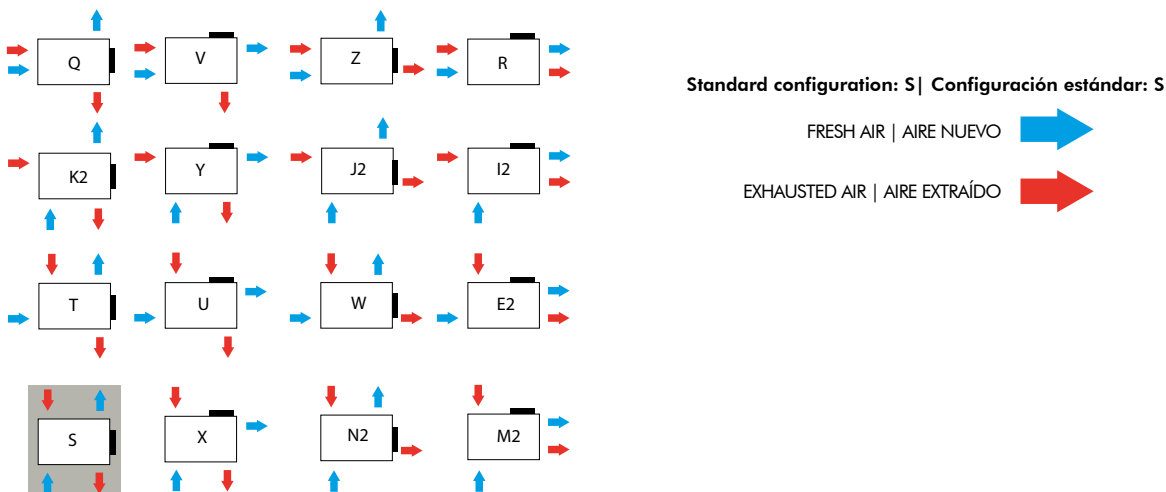 Q
V
Z
R
Standard configuration: S| Configuración estándar: S
FRESH AIR | AIRE NUEVO
K2
Y
J2
I2
EXHAUSTED AIR | AIRE EXTRAÍDO
T
U
W
E2
S
X
N2
M2